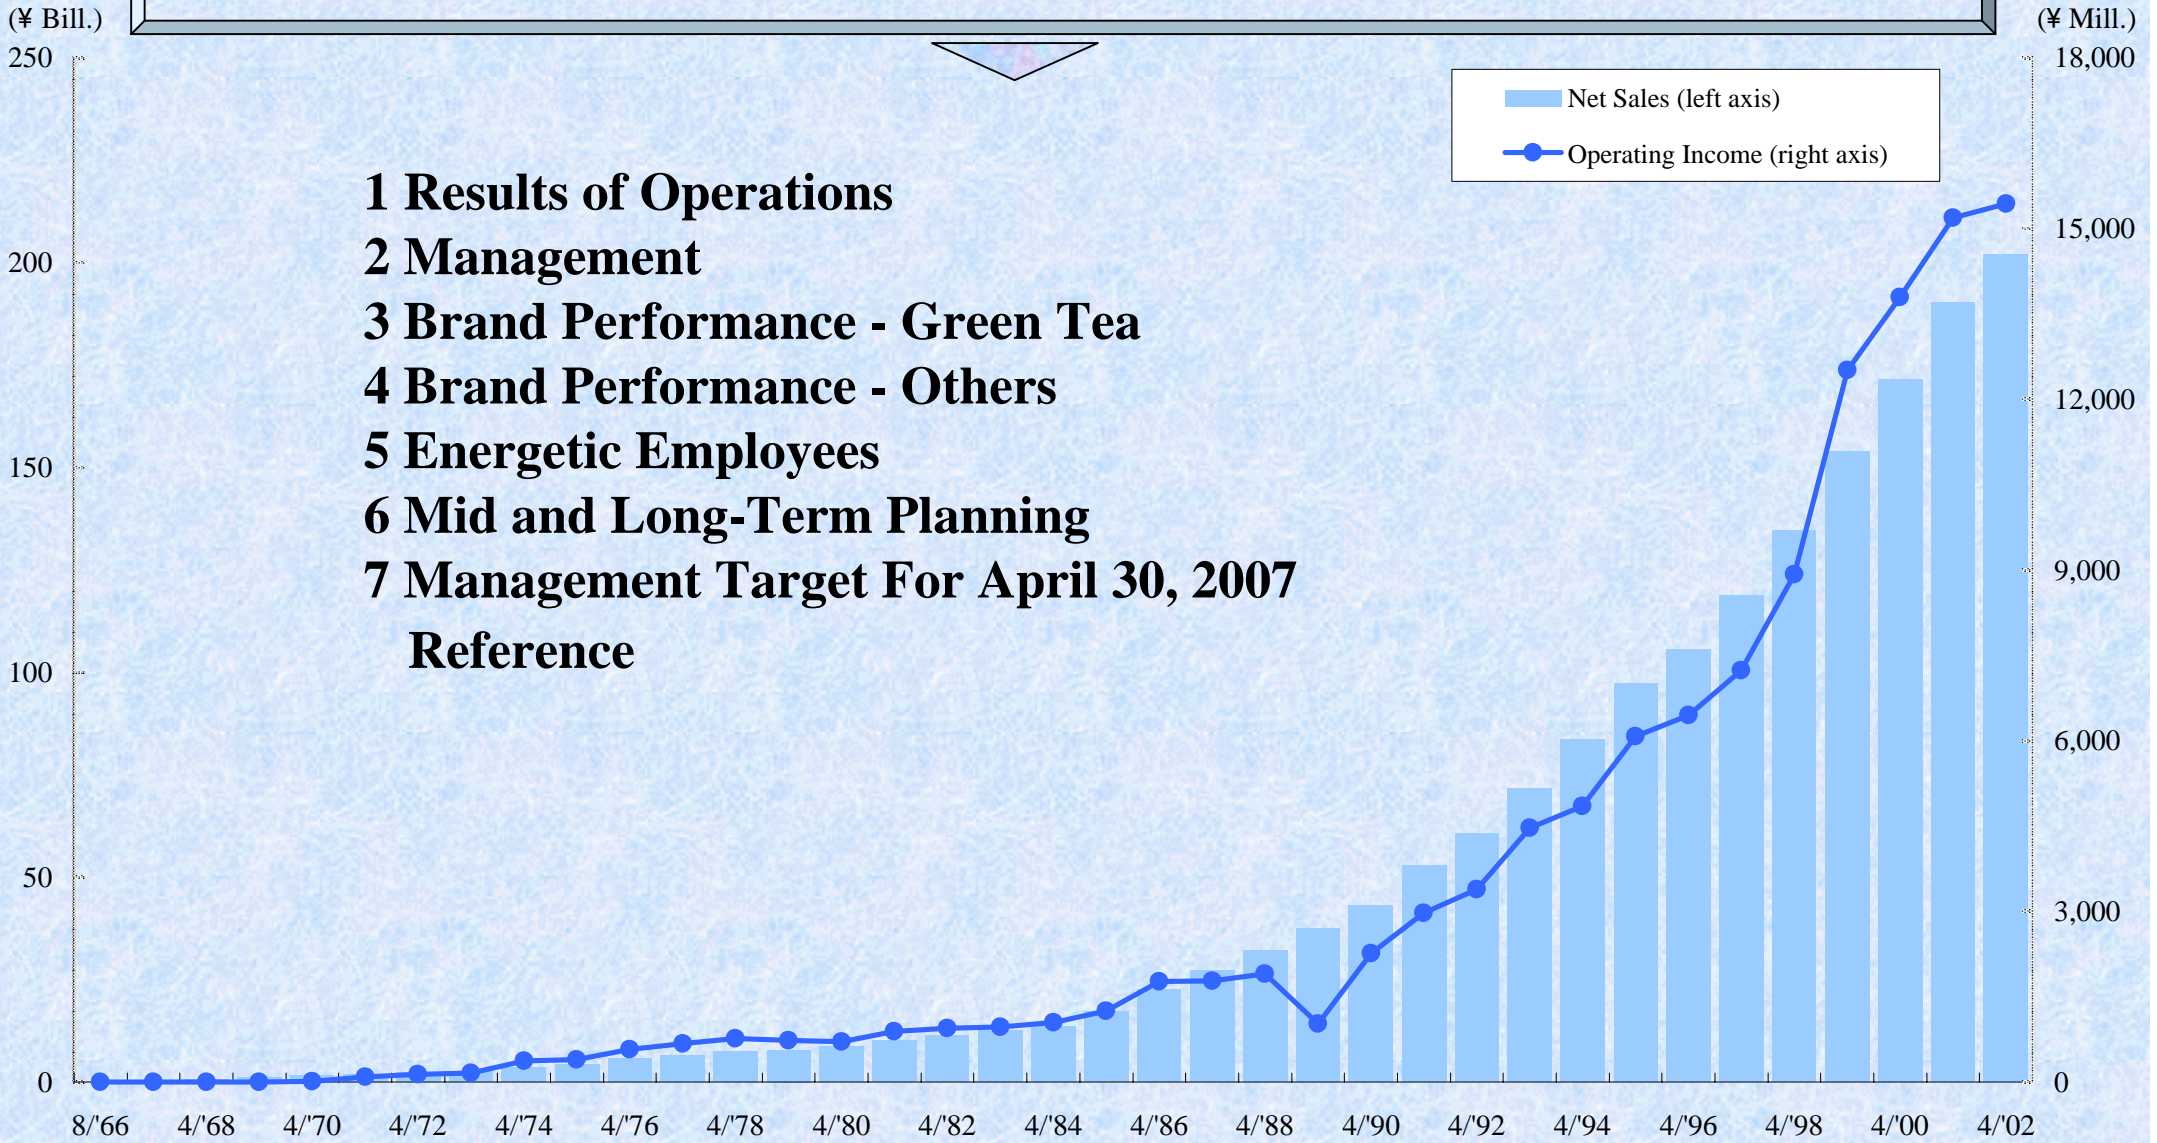 (¥ Bill.)
(¥ Mill.)
250
18,000
Net Sales (left axis)
Operating Income (right axis)
1 Results of Operations
2 Management
3 Brand Performance - Green Tea
4 Brand Performance - Others
5 Energetic Employees
6 Mid and Long-Term Planning
7 Management Target For April 30, 2007
Reference
200
150
100
50
0
15,000
12,000
9,000
6,000
3,000
0
8/'66 4/'68 4/'70 4/'72 4/'74 4/'76 4/'78 4/'80 4/'82 4/'84 4/'86 4/'88 4/'90 4/'92 4/'94 4/'96 4/'98 4/'00 4/'02